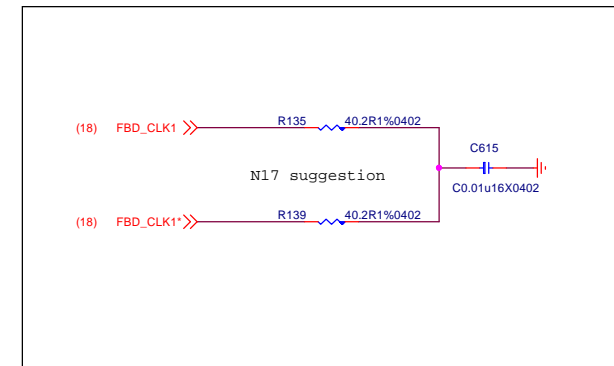 R135 40.2R1%0402
(18) FBD_CLK1
C615
N17 suggestion
C0.01u16X0402
R139 40.2R1%0402
(18) FBD_CLK1*